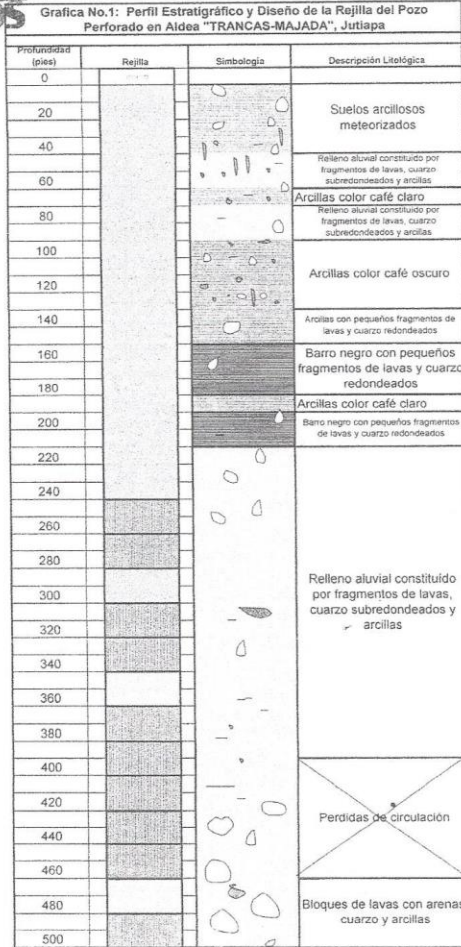 Grafica No.1: Perfil Estratigráfico y Diseño de la Rejilla del Pozo
Perforado en Aldea "TRANCAS-MAJADA", Jutiapa
Profundidad
(pies)
Rejilla
Simbologia
Descripción Litológica
0
20
40
60
80
100
120
140
160
180
200
220
240
260
280
300
320
340
360
380
400
420
440
460
480
500
Suelos arcillosos
meteorizados
Relleno aluvial constituido por
fragmentos de lavas, cuarzo
subredondeados y arcillas
Arcillas color café claro
Relleno aluvial constituido por
fragmentos de lavas, cuarzo
subredondeados y arcillas
Arcillas color café oscuro
Arcillas con pequeños fragmentos de
lavas y cuarzo redondeados
Barro negro con pequeños
fragmentos de lavas y cuarzo
redondeados
Arcillas color café claro
Barro negro con pequeños fragmentos
de lavas y cuarzo redondeados
Relleno aluvial constituido
por fragmentos de lavas,
cuarzo subredondeados y
arcillas
Perdidas de circulación
Bloques de lavas con arenas
cuarzo y arcillas